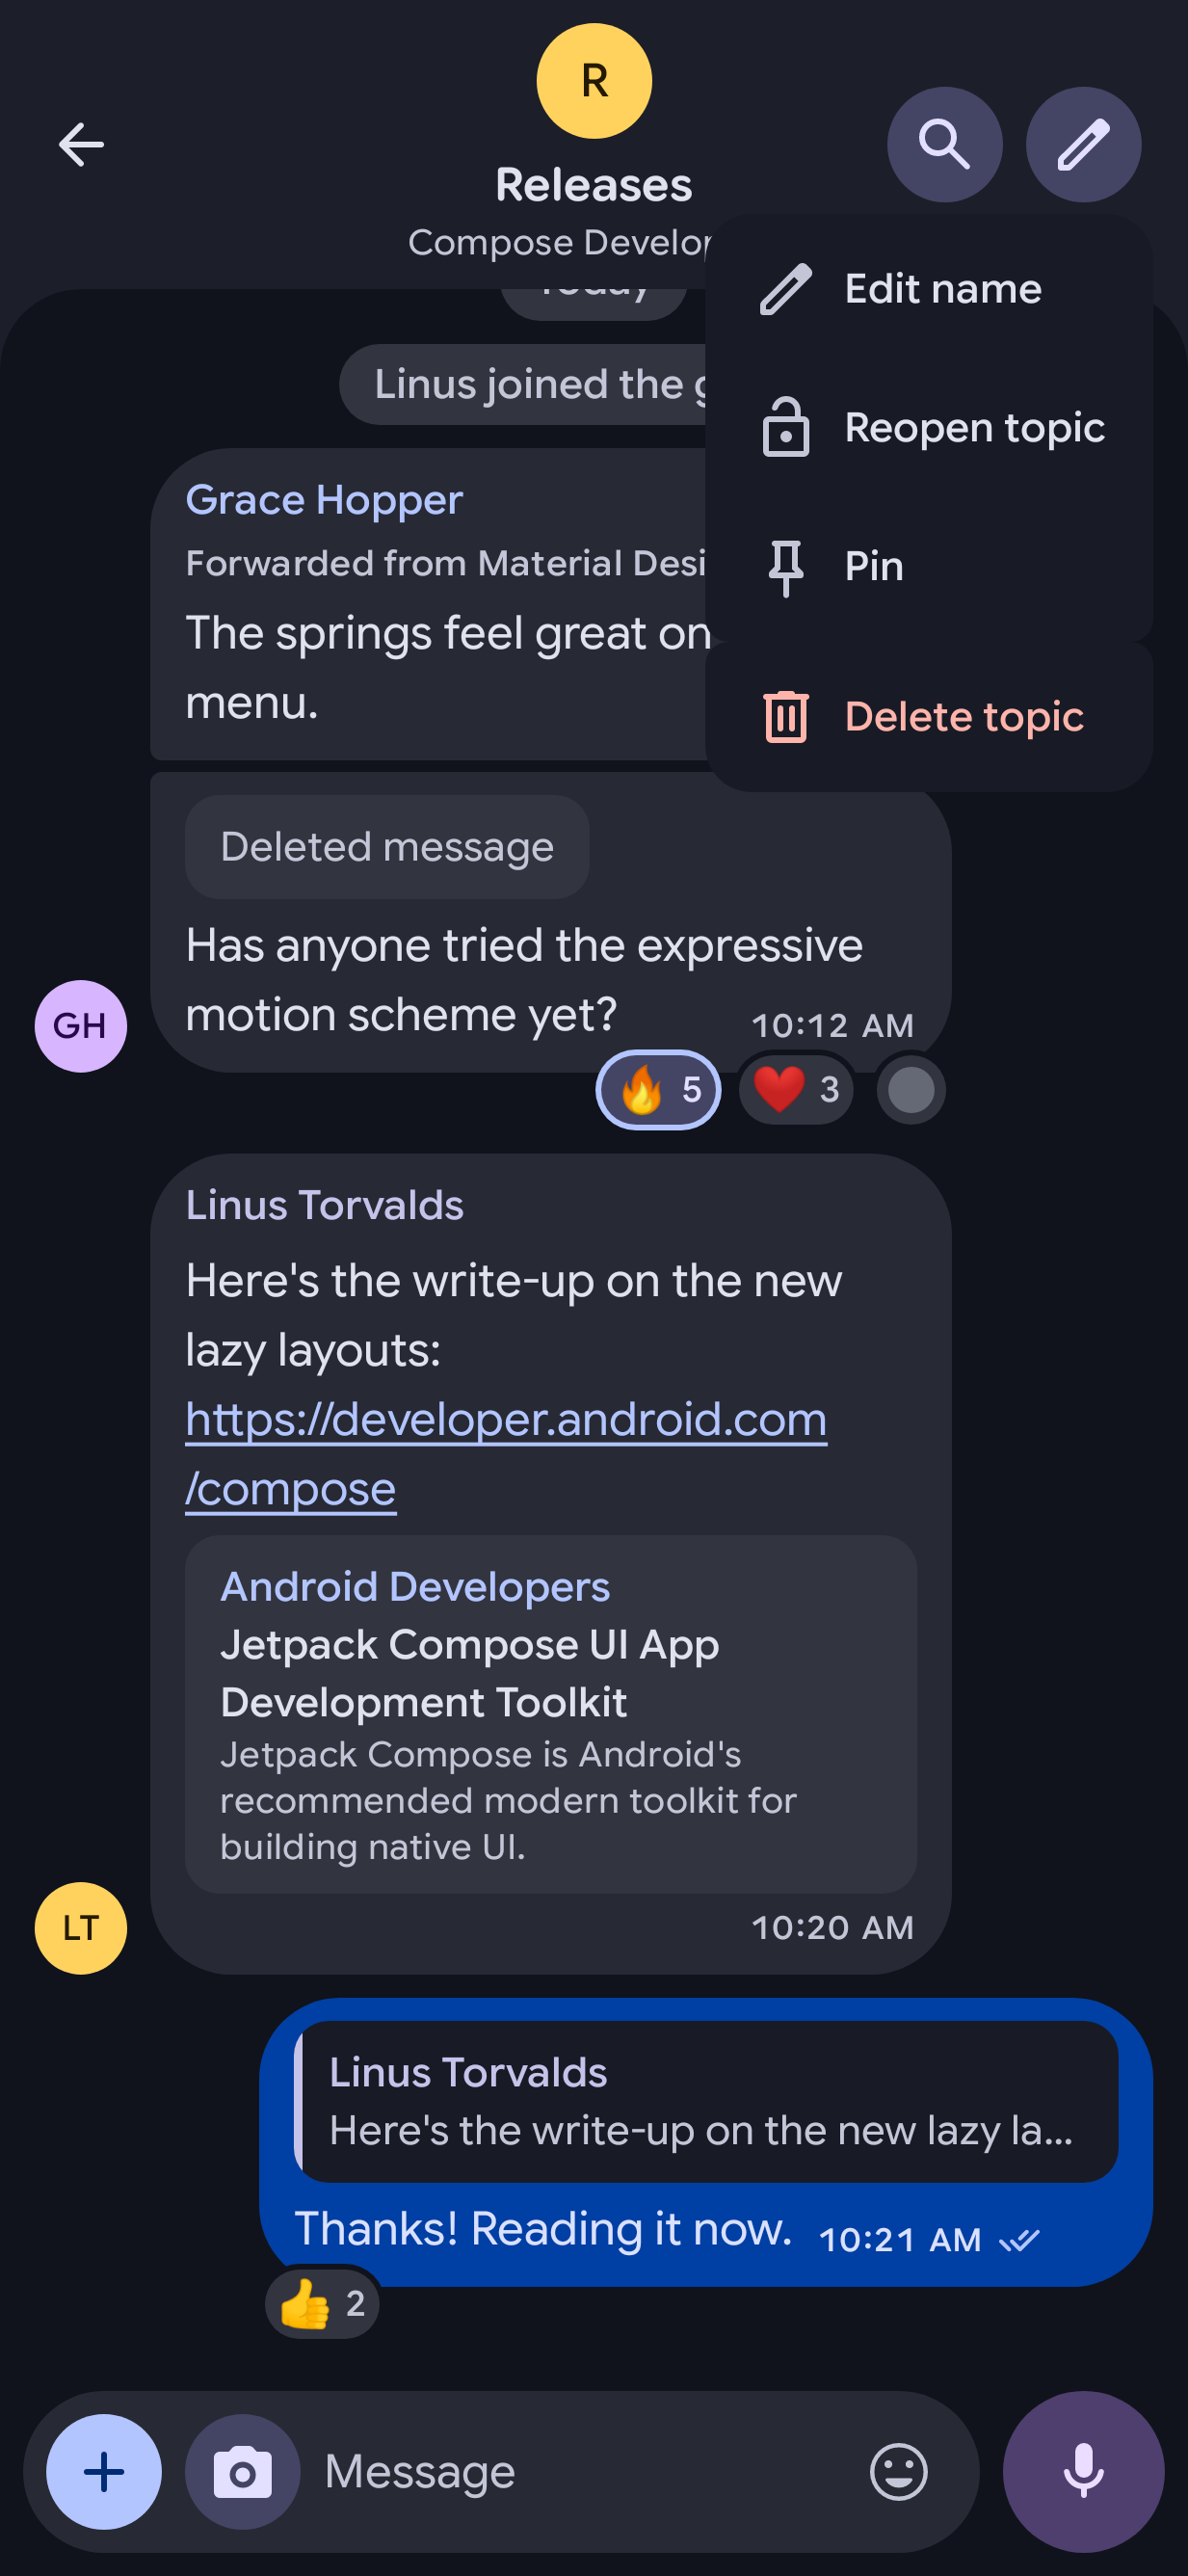 R
Releases
Compose Develop
Edit name
Today
Linus joined the g
Reopen topic
Grace Hopper
Forwarded from Material Desi
Pin
The springs feel great on
menu.
Delete topic
Deleted message
Has anyone tried the expressive
motion scheme yet?
10:12 AM
GH
🔥 5
❤️ 3
Linus Torvalds
Here's the write-up on the new
lazy layouts:
https://developer.android.com
/compose
Android Developers
Jetpack Compose UI App
Development Toolkit
Jetpack Compose is Android's
recommended modern toolkit for
building native UI.
10:20 AM
LT
Linus Torvalds
Here's the write-up on the new lazy la...
Thanks! Reading it now.
10:21 AM
👍 2
Message